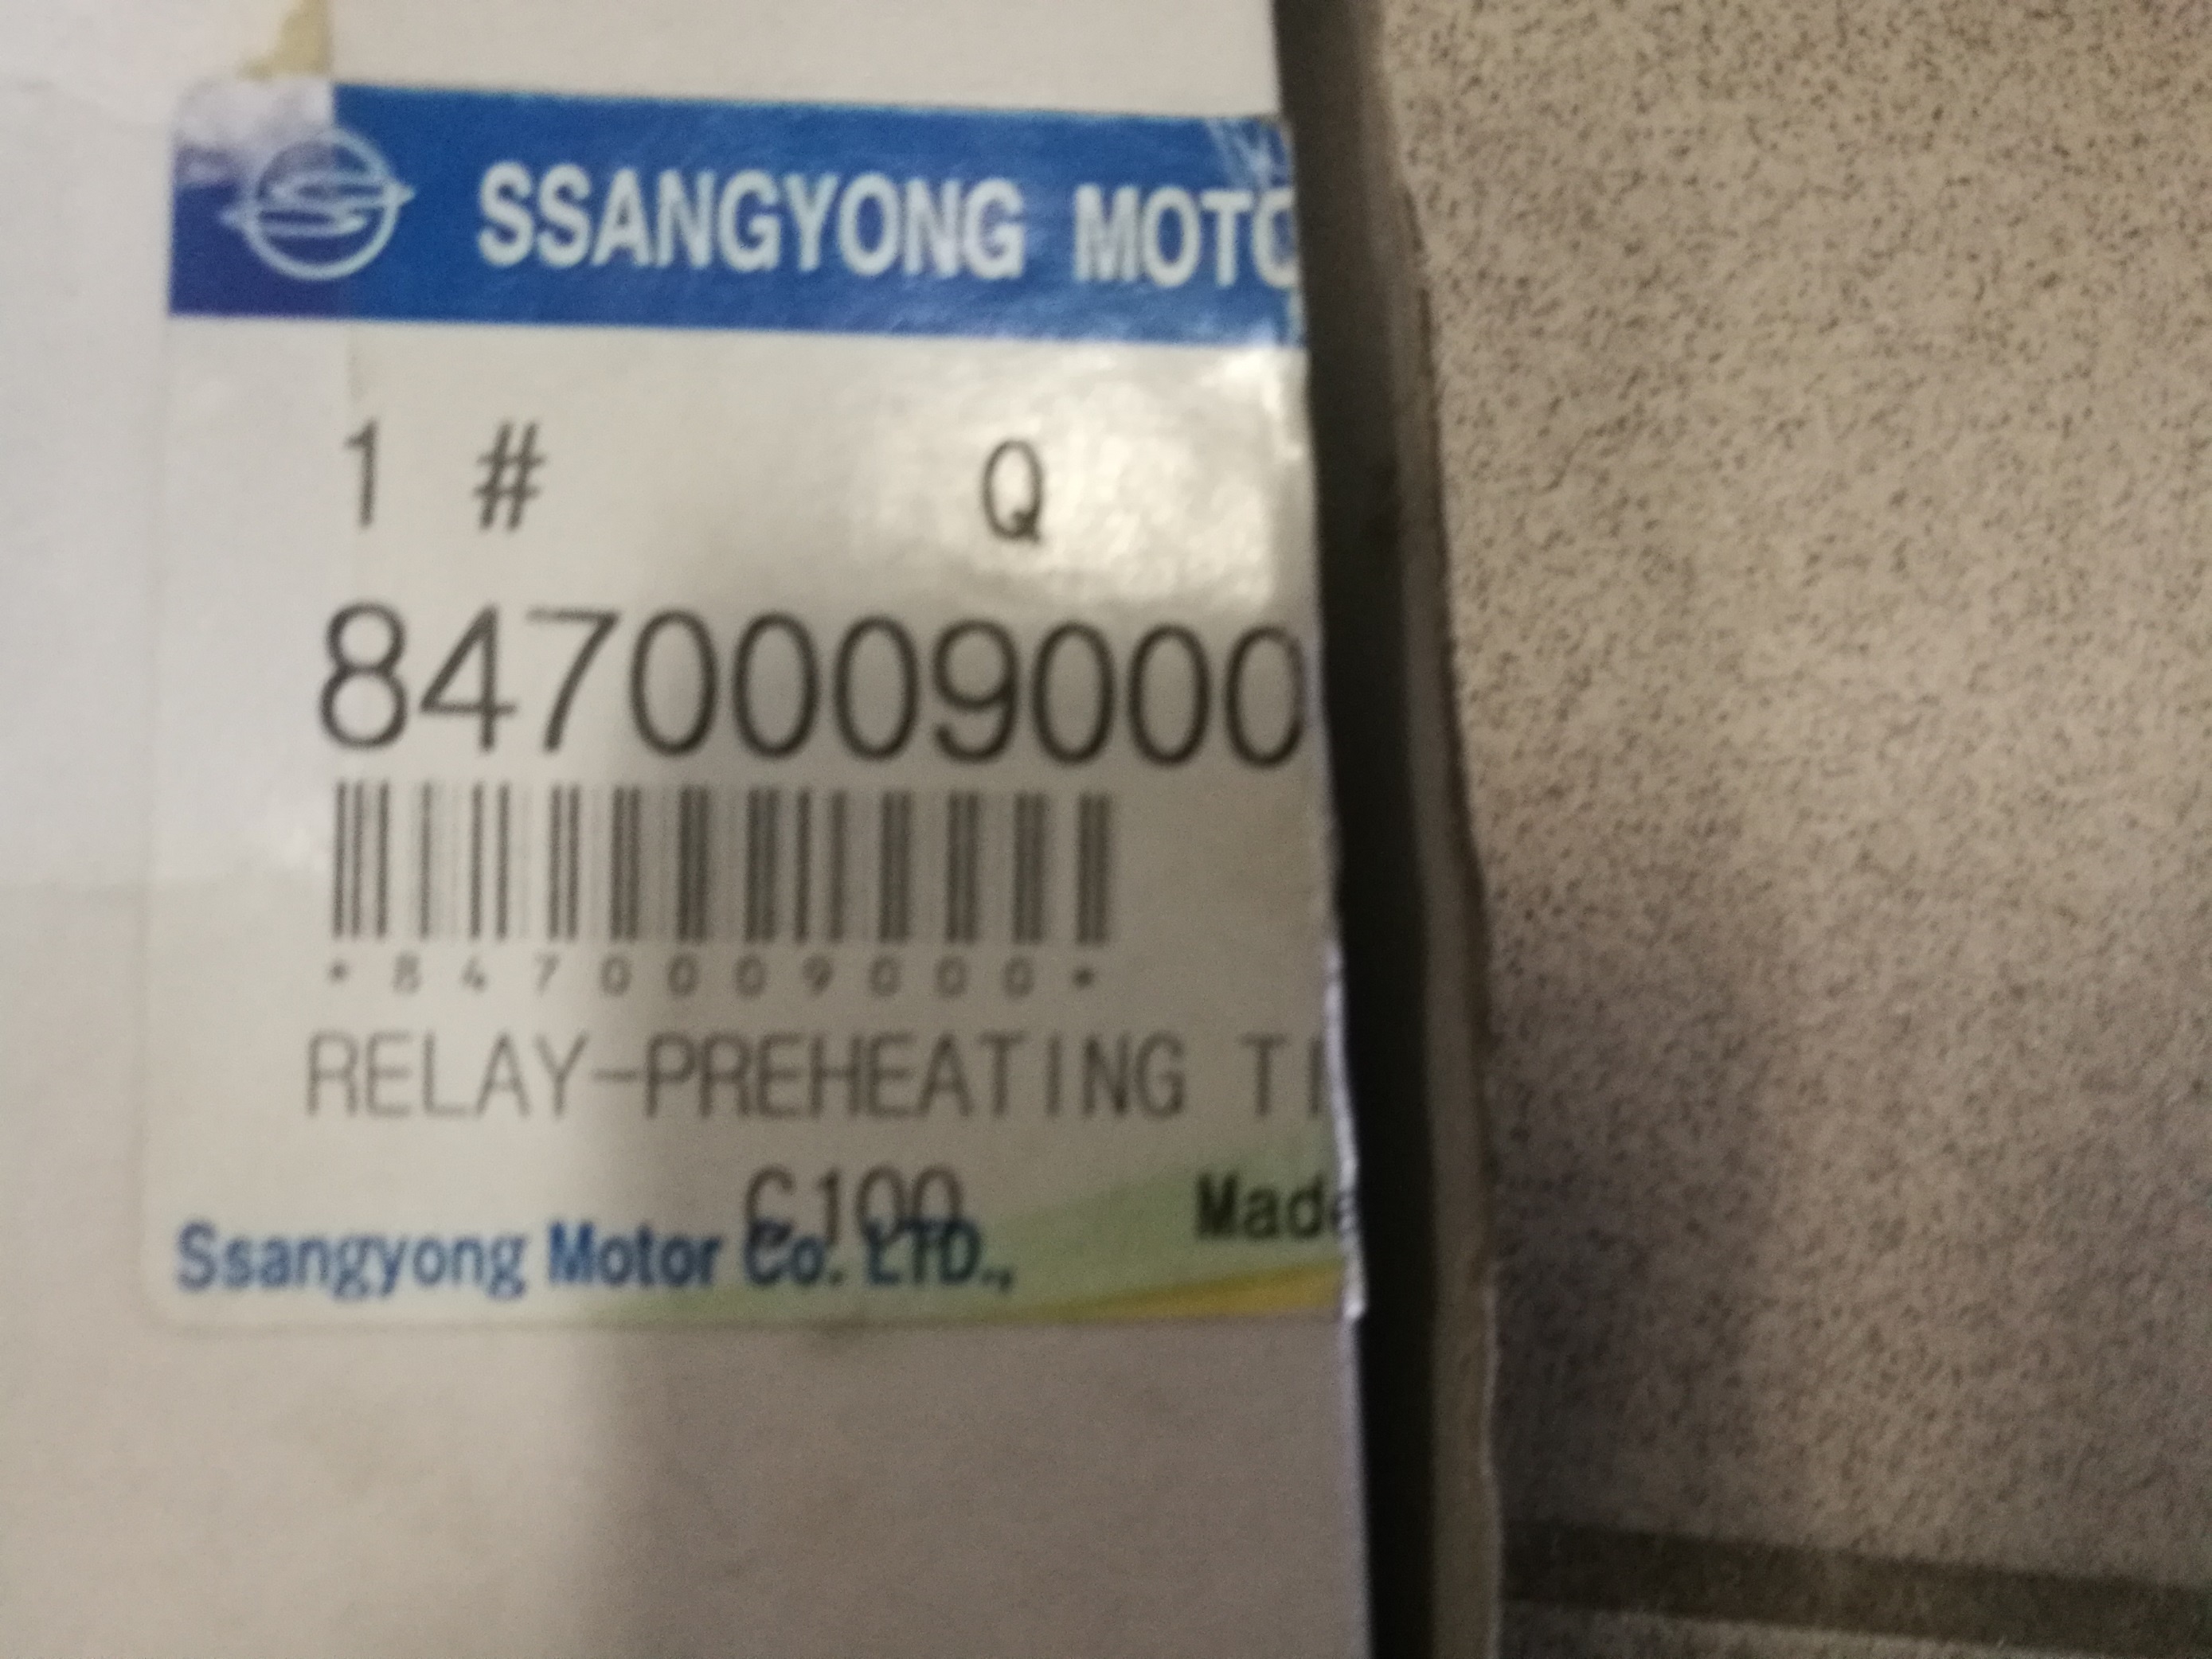 SSANGYONG MOTO
1 # Q
8470009000
*8470009000*
RELAY-PREHEATING TI
C100
Made
Ssangyong Motor Co. LTD.,